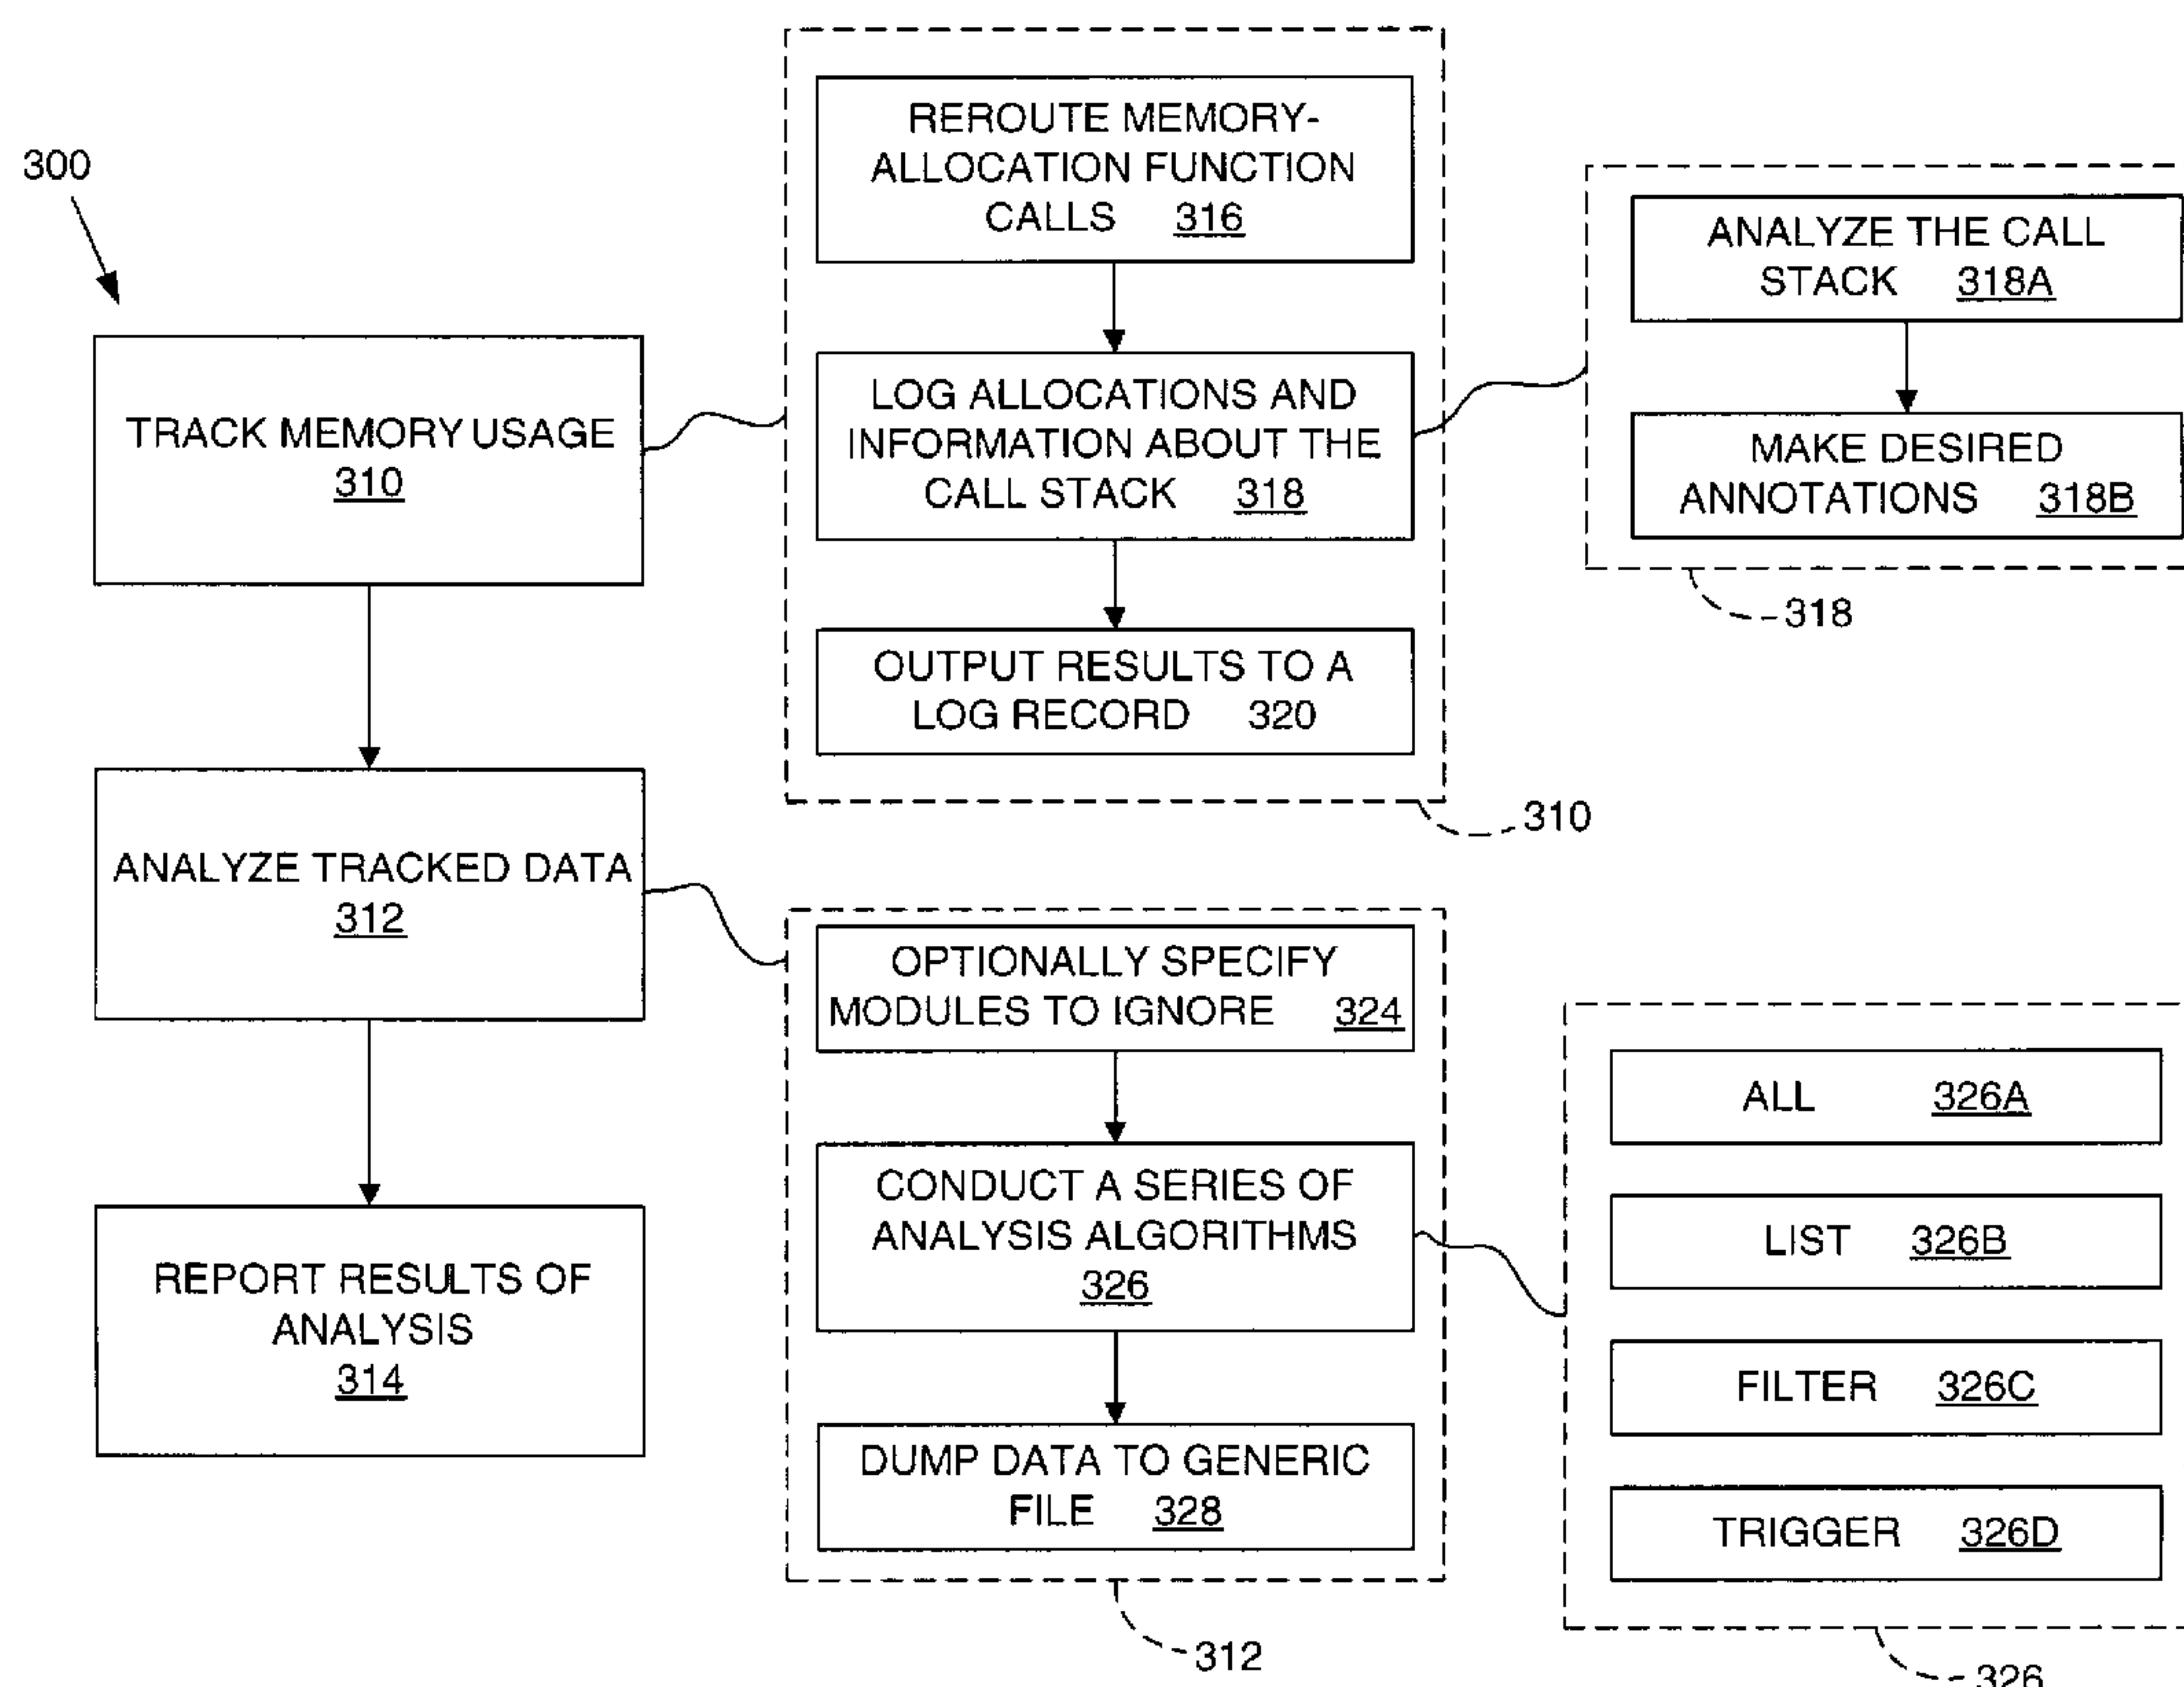 300
TRACK MEMORY USAGE
310
ANALYZE TRACKED DATA
312
REPORT RESULTS OF
ANALYSIS
314
REROUTE MEMORY-
ALLOCATION FUNCTION
CALLS 316
LOG ALLOCATIONS AND
INFORMATION ABOUT THE
CALL STACK 318
OUTPUT RESULTS TO A
LOG RECORD 320
310
ANALYZE THE CALL
STACK 318A
MAKE DESIRED
ANNOTATIONS 318B
318
OPTIONALLY SPECIFY
MODULES TO IGNORE 324
CONDUCT A SERIES OF
ANALYSIS ALGORITHMS
326
DUMP DATA TO GENERIC
FILE 328
312
ALL 326A
LIST 326B
FILTER 326C
TRIGGER 326D
326